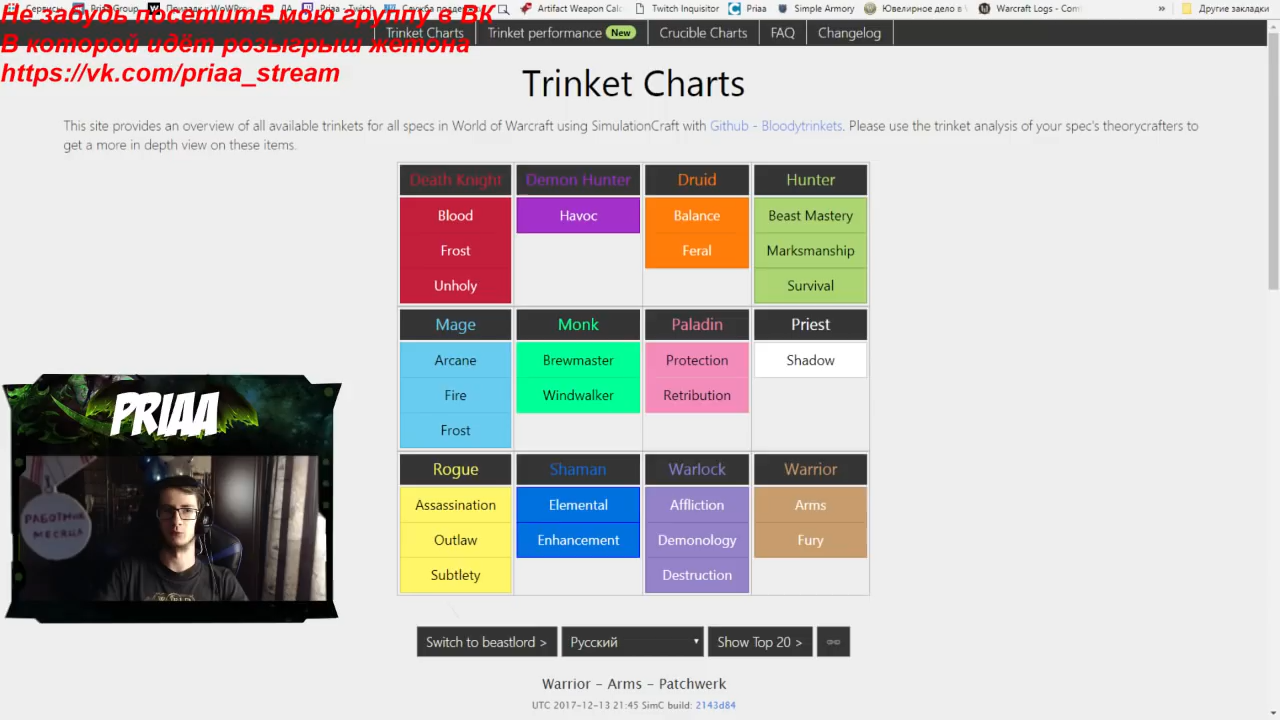 Не забудь посетить мою группу в ВК
В которой идёт розыгрыш жетона
https://vk.com/priaa_stream
Artifact Weapon Calc
Twitch Inquisitor
Priaa
Simple Armory
Ювелирное дело в
Warcraft Logs - Com
»
Другие закладки
Trinket Charts
Trinket performance New
Crucible Charts
FAQ
Changelog
Trinket Charts
This site provides an overview of all available trinkets for all specs in World of Warcraft using SimulationCraft with Github - Bloodytrinkets. Please use the trinket analysis of your spec's theorycrafters to
get a more in depth view on these items.
Death Knight Demon Hunter Druid Hunter
Blood Havoc Balance Beast Mastery
Frost Feral Marksmanship
Unholy Survival
Mage Monk Paladin Priest
Arcane Brewmaster Protection Shadow
Fire Windwalker Retribution
Frost
Rogue Shaman Warlock Warrior
Assassination Elemental Affliction Arms
Outlaw Enhancement Demonology Fury
Subtlety Destruction
PRIAA
РАБОТНИК
МЕСЯЦА
Switch to beastlord > Русский Show Top 20 >
Warrior - Arms - Patchwerk
UTC 2017-12-13 21:45 SimC build: 2143d84